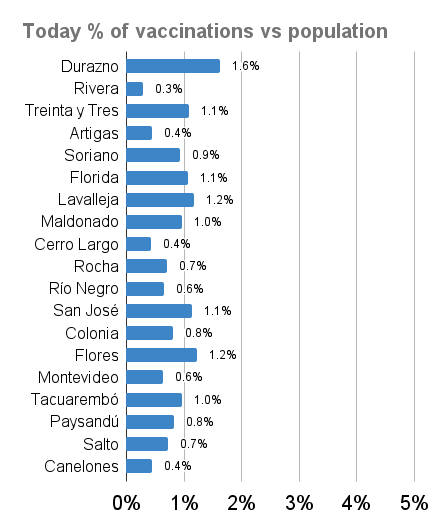 Today % of vaccinations vs population
Durazno 1.6%
Rivera 0.3%
Treinta y Tres 1.1%
Artigas 0.4%
Soriano 0.9%
Florida 1.1%
Lavalleja 1.2%
Maldonado 1.0%
Cerro Largo 0.4%
Rocha 0.7%
Río Negro 0.6%
San José 1.1%
Colonia 0.8%
Flores 1.2%
Montevideo 0.6%
Tacuarembó 1.0%
Paysandú 0.8%
Salto 0.7%
Canelones 0.4%
0% 1% 2% 3% 4% 5%